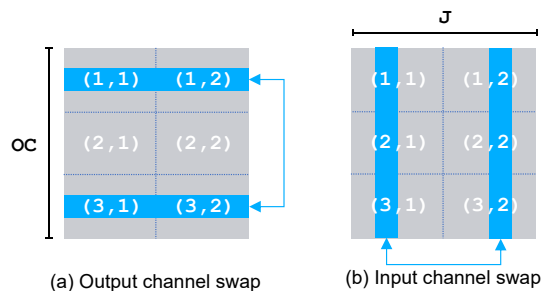 J
OC
(1,1) (1,2)
(2,1) (2,2)
(3,1) (3,2)
(1,1) (1,2)
(2,1) (2,2)
(3,1) (3,2)
(a) Output channel swap
(b) Input channel swap